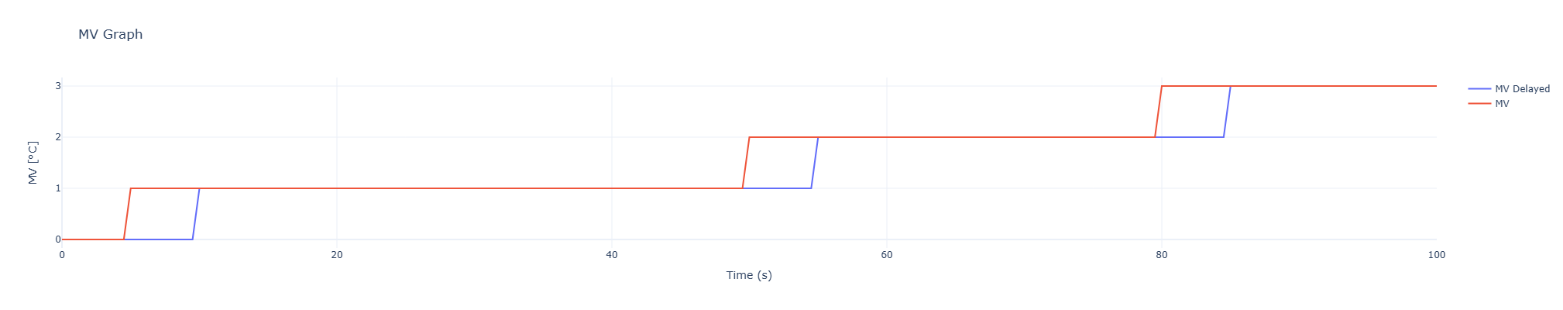 MV Graph
MV Delayed
MV
MV [°C]
3
2
1
0
0 20 40 60 80 100
Time (s)